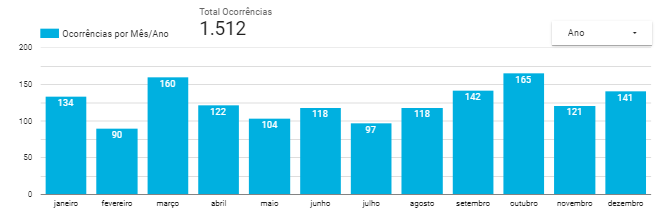 Total Ocorrências
1.512
Ocorrências por Mês/Ano
Ano
200
150
100
50
0
134
90
160
122
104
118
97
118
142
165
121
141
janeiro
fevereiro
março
abril
maio
junho
julho
agosto
setembro
outubro
novembro
dezembro